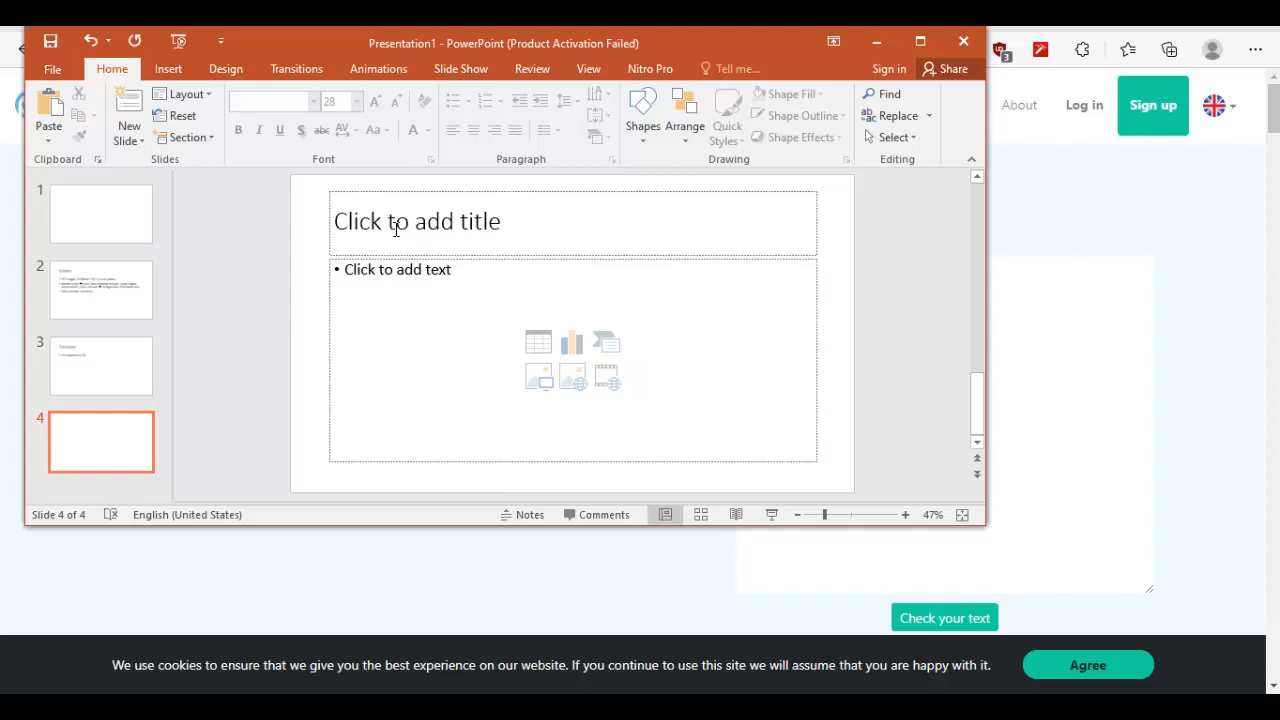 Presentation1 - PowerPoint (Product Activation Failed)
File Home Insert Design Transitions Animations Slide Show Review View Nitro Pro Tell me... Sign in Share
Paste
Clipboard
New Slide
Layout
Reset
Section
Slides
28
B I U S abc AV Aa A
Font
Paragraph
Shapes Arrange Quick Styles
Shape Fill
Shape Outline
Shape Effects
Drawing
Find
Replace
Select
Editing
3
About Log in Sign up
1
2
3
4
Click to add title
• Click to add text
Slide 4 of 4 English (United States) Notes Comments 47%
Check your text
We use cookies to ensure that we give you the best experience on our website. If you continue to use this site we will assume that you are happy with it. Agree